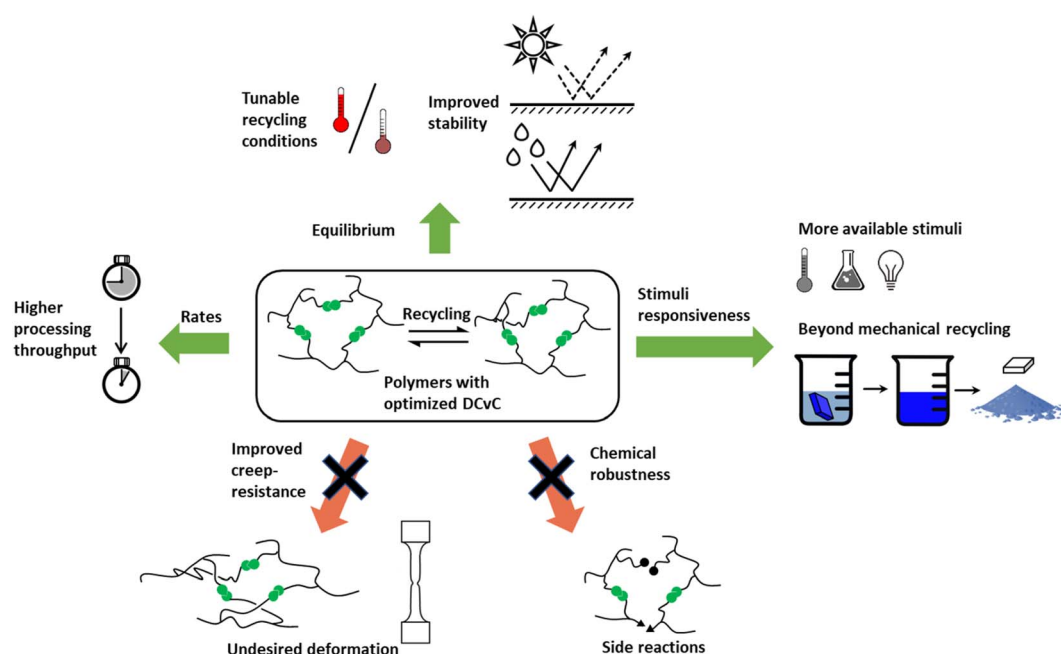 Tunable
recycling
conditions
Improved
stability
Equilibrium
More available stimuli
Higher
processing
throughput
Rates
Recycling
Polymers with
optimized DCvC
Stimuli
responsiveness
Beyond mechanical recycling
Improved
creep-
resistance
Chemical
robustness
Undesired deformation
Side reactions